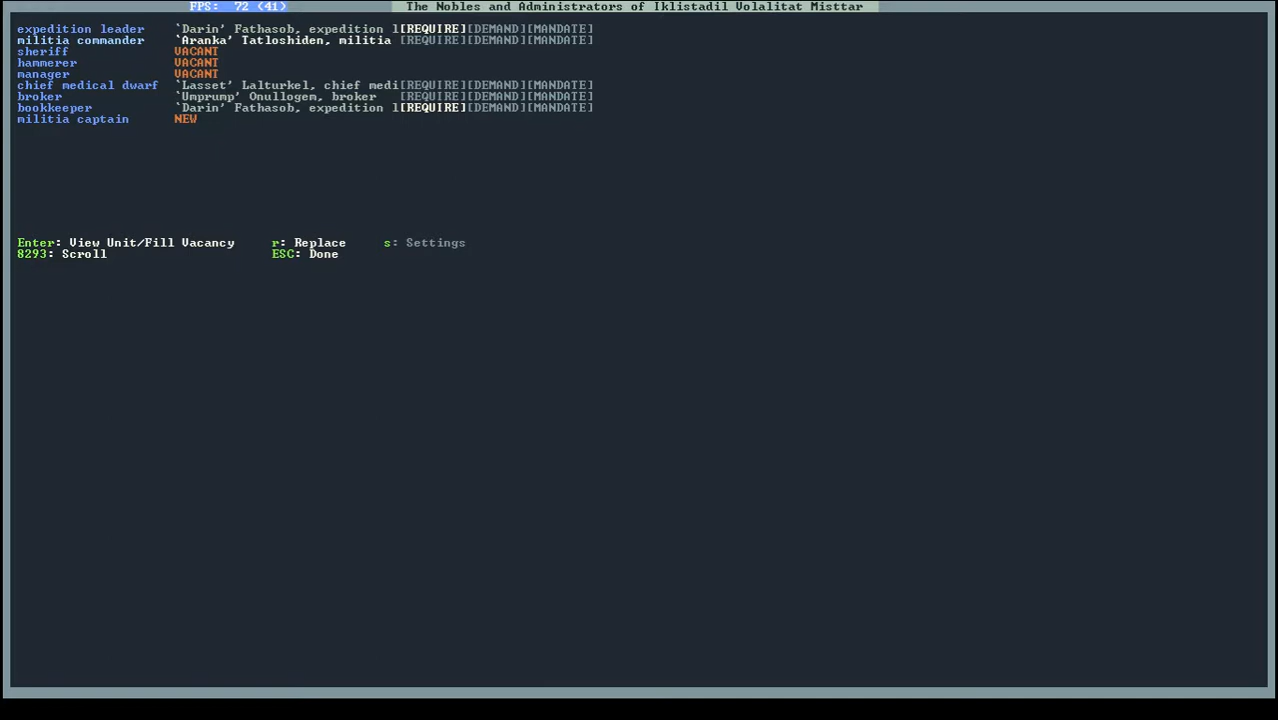 FPS: 72 (41) The Nobles and Administrators of Iklistadil Volalitat Misttar
expedition leader `Darin' Fathasob, expedition l[REQUIRE][DEMAND][MANDATE]
militia commander `Aranka' Tatloshiden, militia [REQUIRE][DEMAND][MANDATE]
sheriff VACANT
hammerer VACANT
manager VACANT
chief medical dwarf `Lasset' Lalturkel, chief medi[REQUIRE][DEMAND][MANDATE]
broker `Umprump' Onullogem, broker [REQUIRE][DEMAND][MANDATE]
bookkeeper `Darin' Fathasob, expedition l[REQUIRE][DEMAND][MANDATE]
militia captain NEW
Enter: View Unit/Fill Vacancy r: Replace s: Settings
8293: Scroll ESC: Done